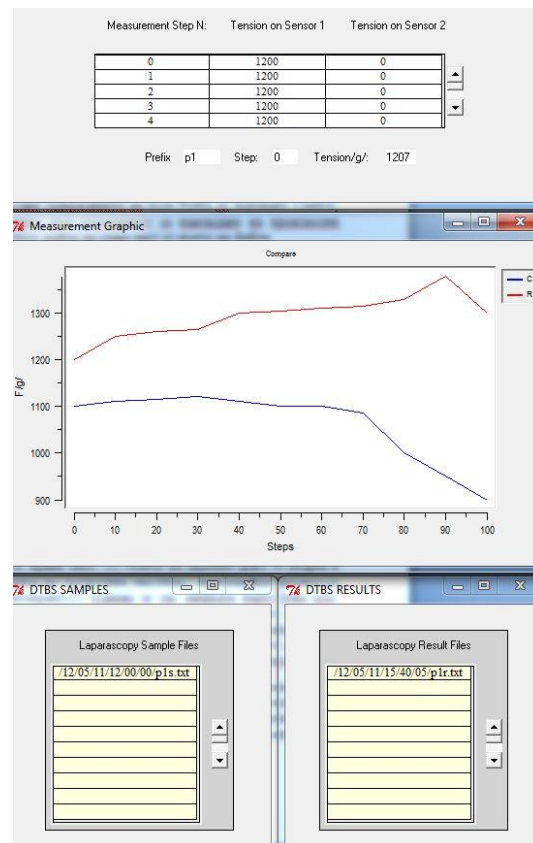 Measurement Step N: Tension on Sensor 1 Tension on Sensor 2
0 1200 0
1 1200 0
2 1200 0
3 1200 0
4 1200 0
Prefix p1 Step: 0 Tension/g/: 1207
Measurement Graphic
Compare
C
R
1300
1200
1100
1000
900
F/g/
0 10 20 30 40 50 60 70 80 90 100
Steps
DTBS SAMPLES
DTBS RESULTS
Laparascopy Sample Files
/12/05/11/12/00/00/p1s.txt
Laparascopy Result Files
/12/05/11/15/40/05/p1r.txt